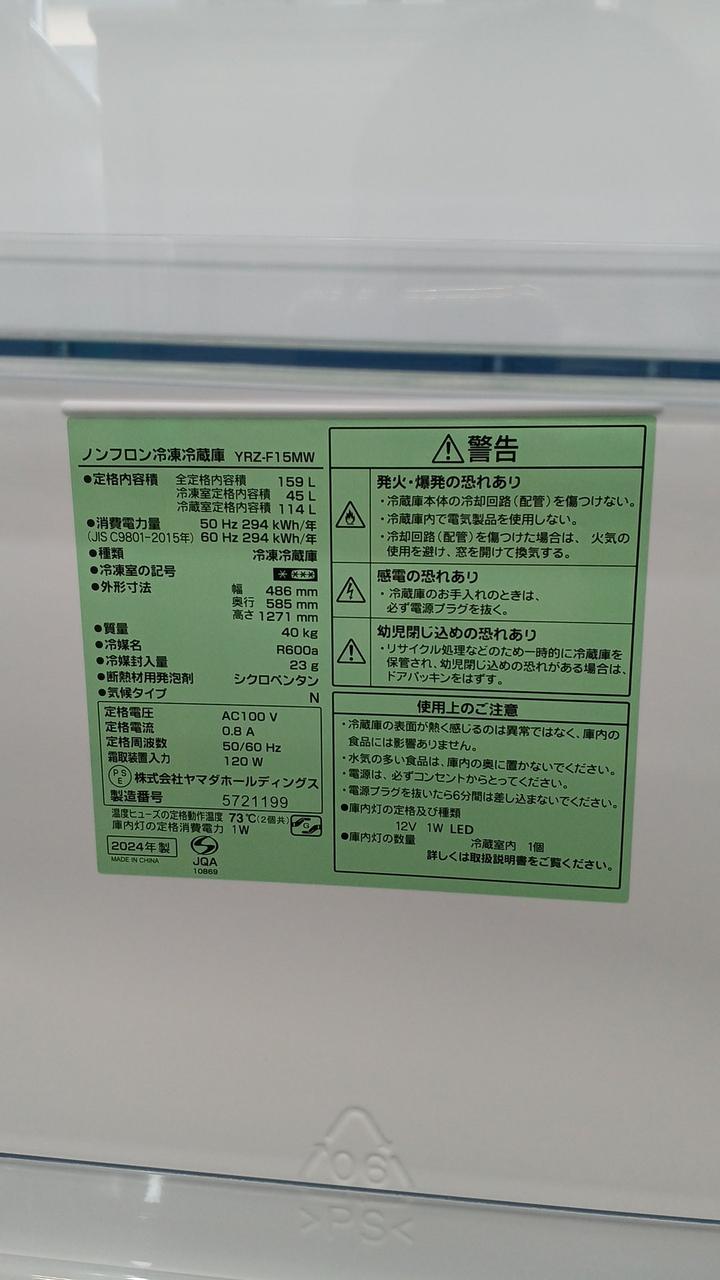 ノンフロン冷凍冷蔵庫 YRZ-F15MW
●定格内容積 全定格内容積 159 L
冷凍室定格内容積 45 L
冷蔵室定格内容積 114 L
●消費電力量 50 Hz 294 kWh/年
(JIS C9801-2015年) 60 Hz 294 kWh/年
●種類 冷凍冷蔵庫
●冷凍室の記号
●外形寸法 幅 486 mm
奥行 585 mm
高さ 1271 mm
●質量 40 kg
●冷媒名 R600a
●冷媒封入量 23 g
●断熱材用発泡剤 シクロペンタン
●気候タイプ N
定格電圧 AC100 V
定格電流 0.8 A
定格周波数 50/60 Hz
霜取装置入力 120 W
PSE 株式会社ヤマダホールディングス
製造番号 5721199
温度ヒューズの定格動作温度 73℃(2個共)
庫内灯の定格消費電力 1W
2024年製
MADE IN CHINA
JQA
10869
警告
発火・爆発の恐れあり
・冷蔵庫本体の冷却回路(配管)を傷つけない。
・冷蔵庫内で電気製品を使用しない。
・冷却回路(配管)を傷つけた場合は、火気の
使用を避け、窓を開けて換気する。
感電の恐れあり
・冷蔵庫のお手入れのときは、
必ず電源プラグを抜く。
幼児閉じ込めの恐れあり
・リサイクル処理などのため一時的に冷蔵庫を
保管され、幼児閉じ込めの恐れがある場合は、
ドアパッキンをはずす。
使用上のご注意
・冷蔵庫の表面が熱く感じるのは異常ではなく、庫内の
食品には影響ありません。
・水気の多い食品は、庫内の奥に置かないでください。
・電源は、必ずコンセントからとってください。
・電源プラグを抜いたら6分間は差し込まないでください。
●庫内灯の定格及び種類
12V 1W LED
●庫内灯の数量 冷蔵室内 1個
詳しくは取扱説明書をご覧ください。
06
>PS<